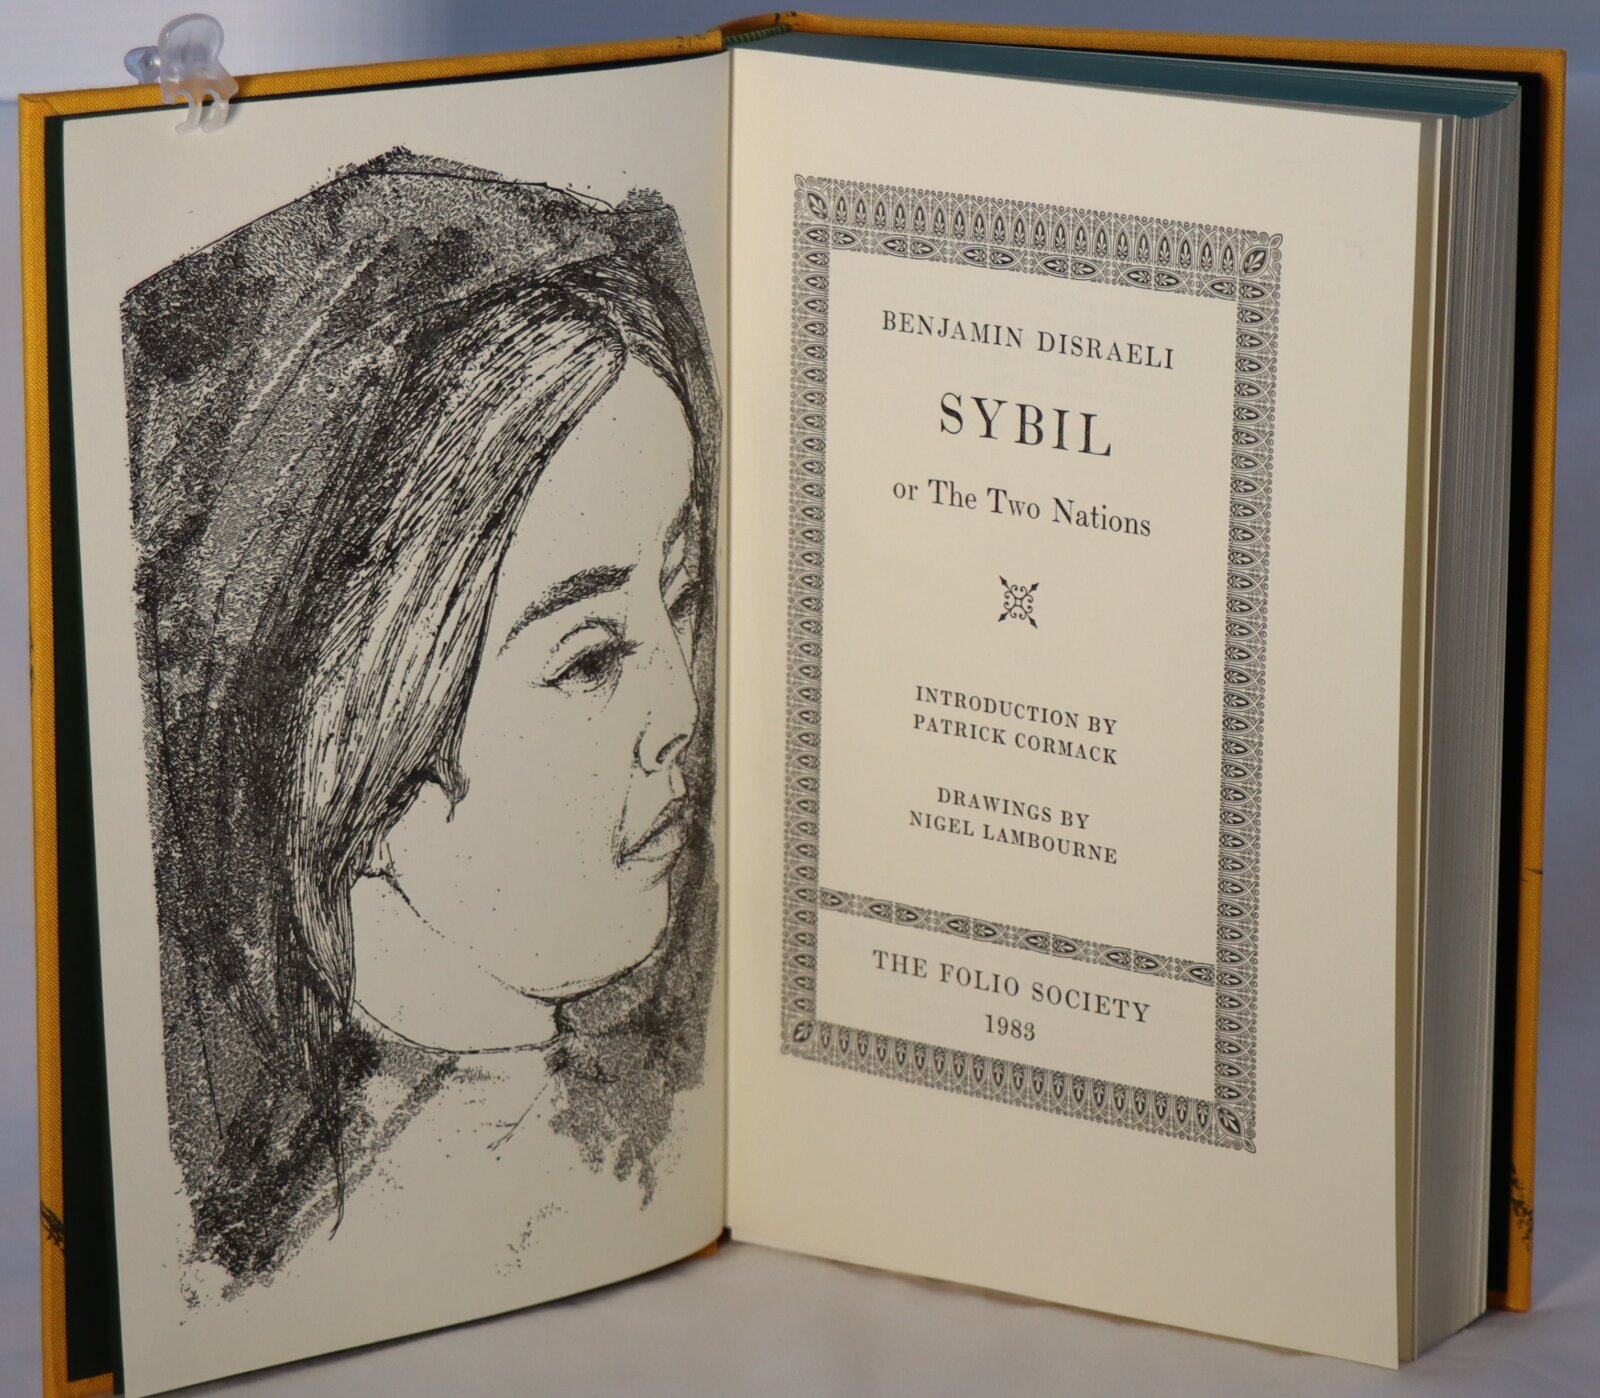 BENJAMIN DISRAELI
SYBIL
or The Two Nations
INTRODUCTION BY
PATRICK CORMACK
DRAWINGS BY
NIGEL LAMBOURNE
THE FOLIO SOCIETY
1983